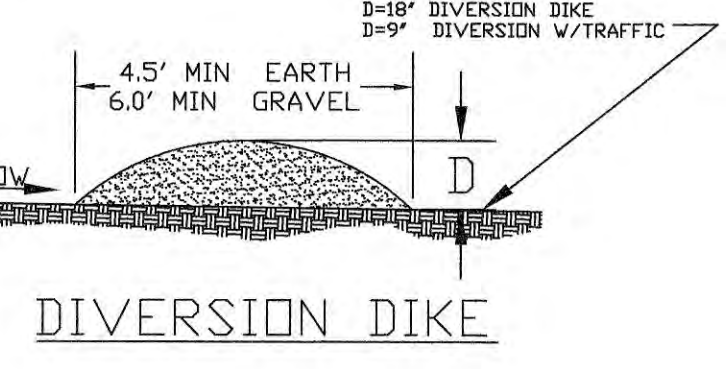 D=18" DIVERSION DIKE
D=9" DIVERSION W/TRAFFIC
4.5' MIN EARTH
6.0' MIN GRAVEL
D
DIVERSION DIKE